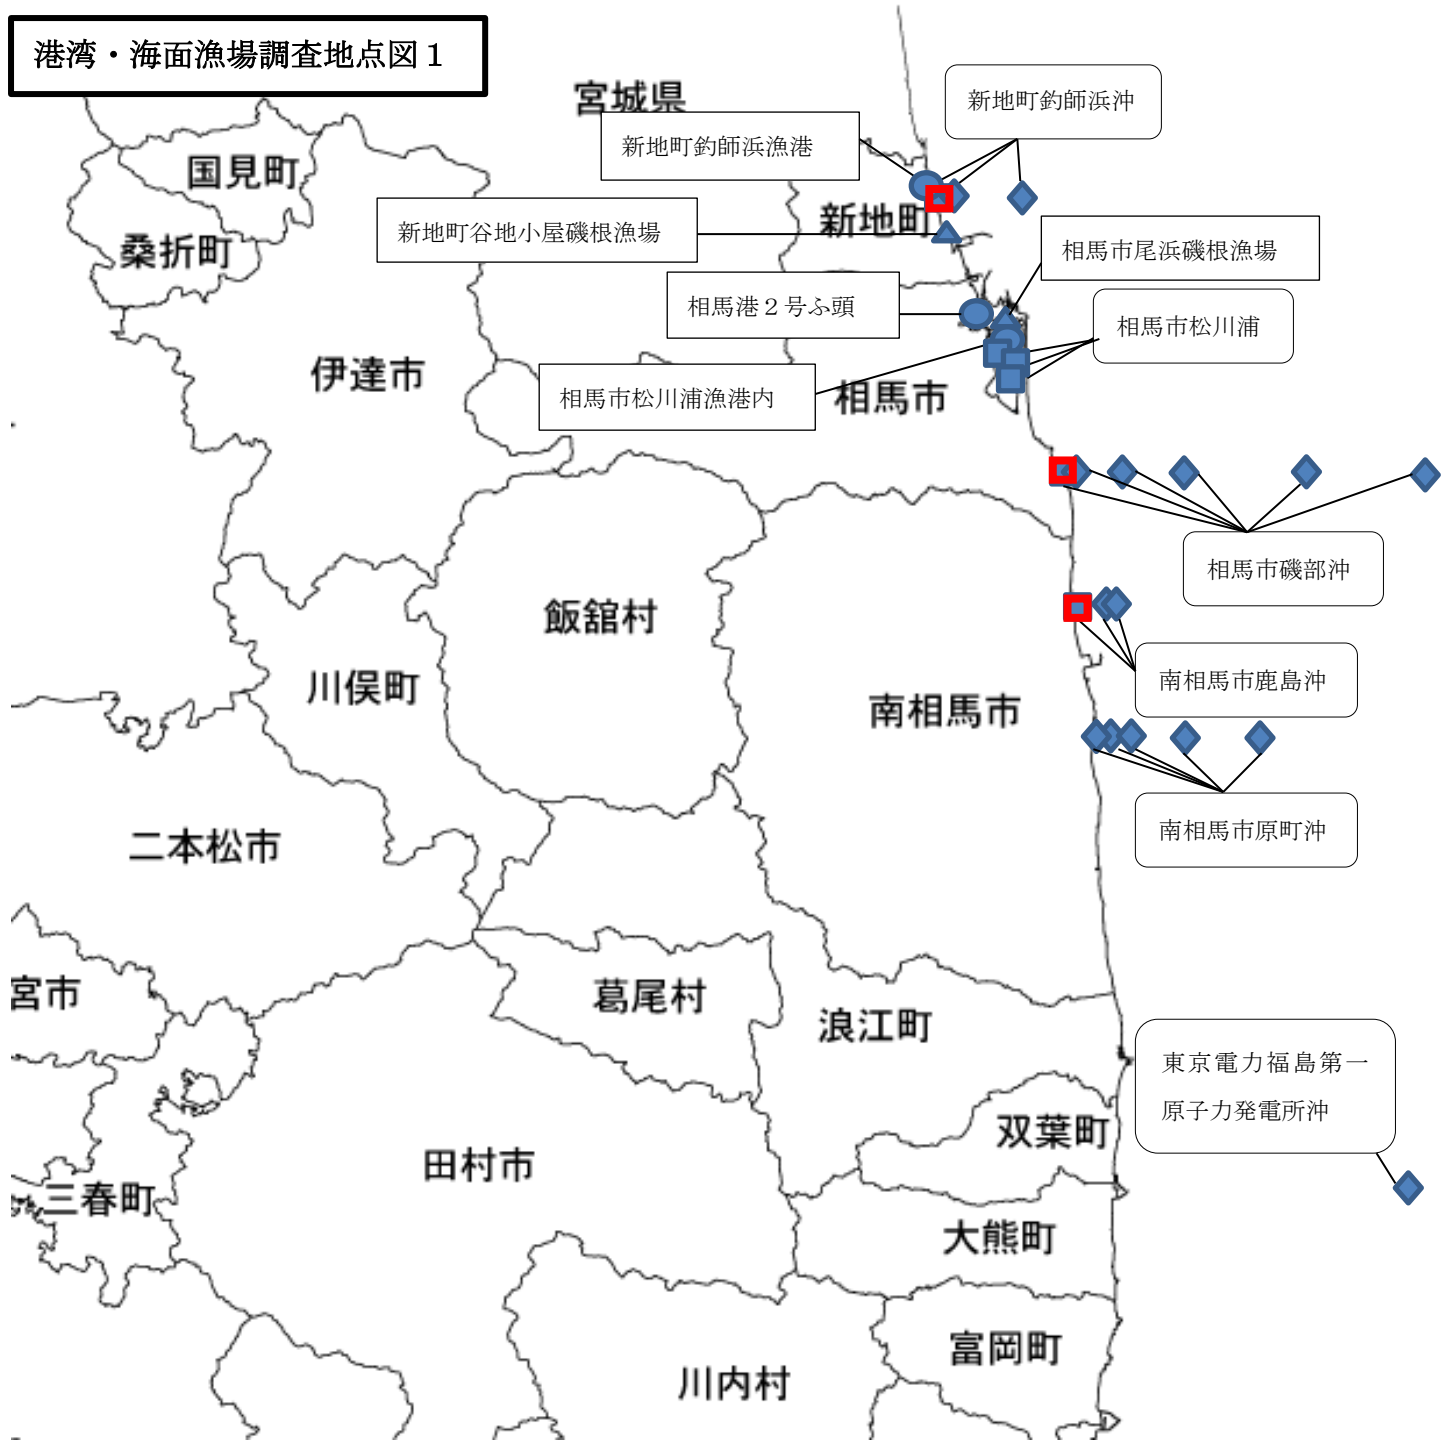 港湾・海面漁場調査地点図１
宮城県
新地町釣師浜沖
新地町釣師浜漁港
国見町
新地町
新地町谷地小屋磯根漁場
桑折町
相馬市尾浜磯根漁場
相馬港２号ふ頭
相馬市松川浦
伊達市
相馬市松川浦漁港内
相馬市
相馬市磯部沖
飯舘村
川俣町
南相馬市鹿島沖
南相馬市
南相馬市原町沖
二本松市
宮市
葛尾村
浪江町
東京電力福島第一
原子力発電所沖
双葉町
田村市
三春町
大熊町
富岡町
川内村